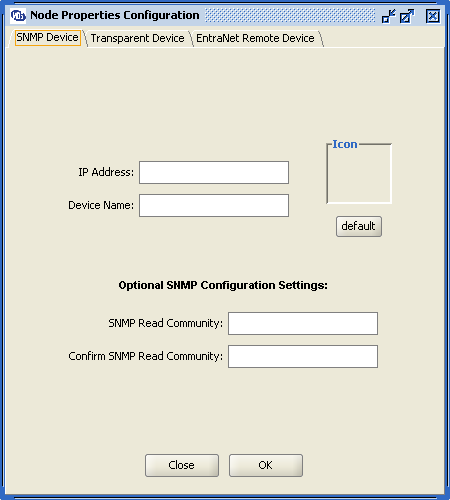 Node Properties Configuration
SNMP Device Transparent Device EntraNet Remote Device
Icon
IP Address:
Device Name:
default
Optional SNMP Configuration Settings:
SNMP Read Community:
Confirm SNMP Read Community:
Close OK